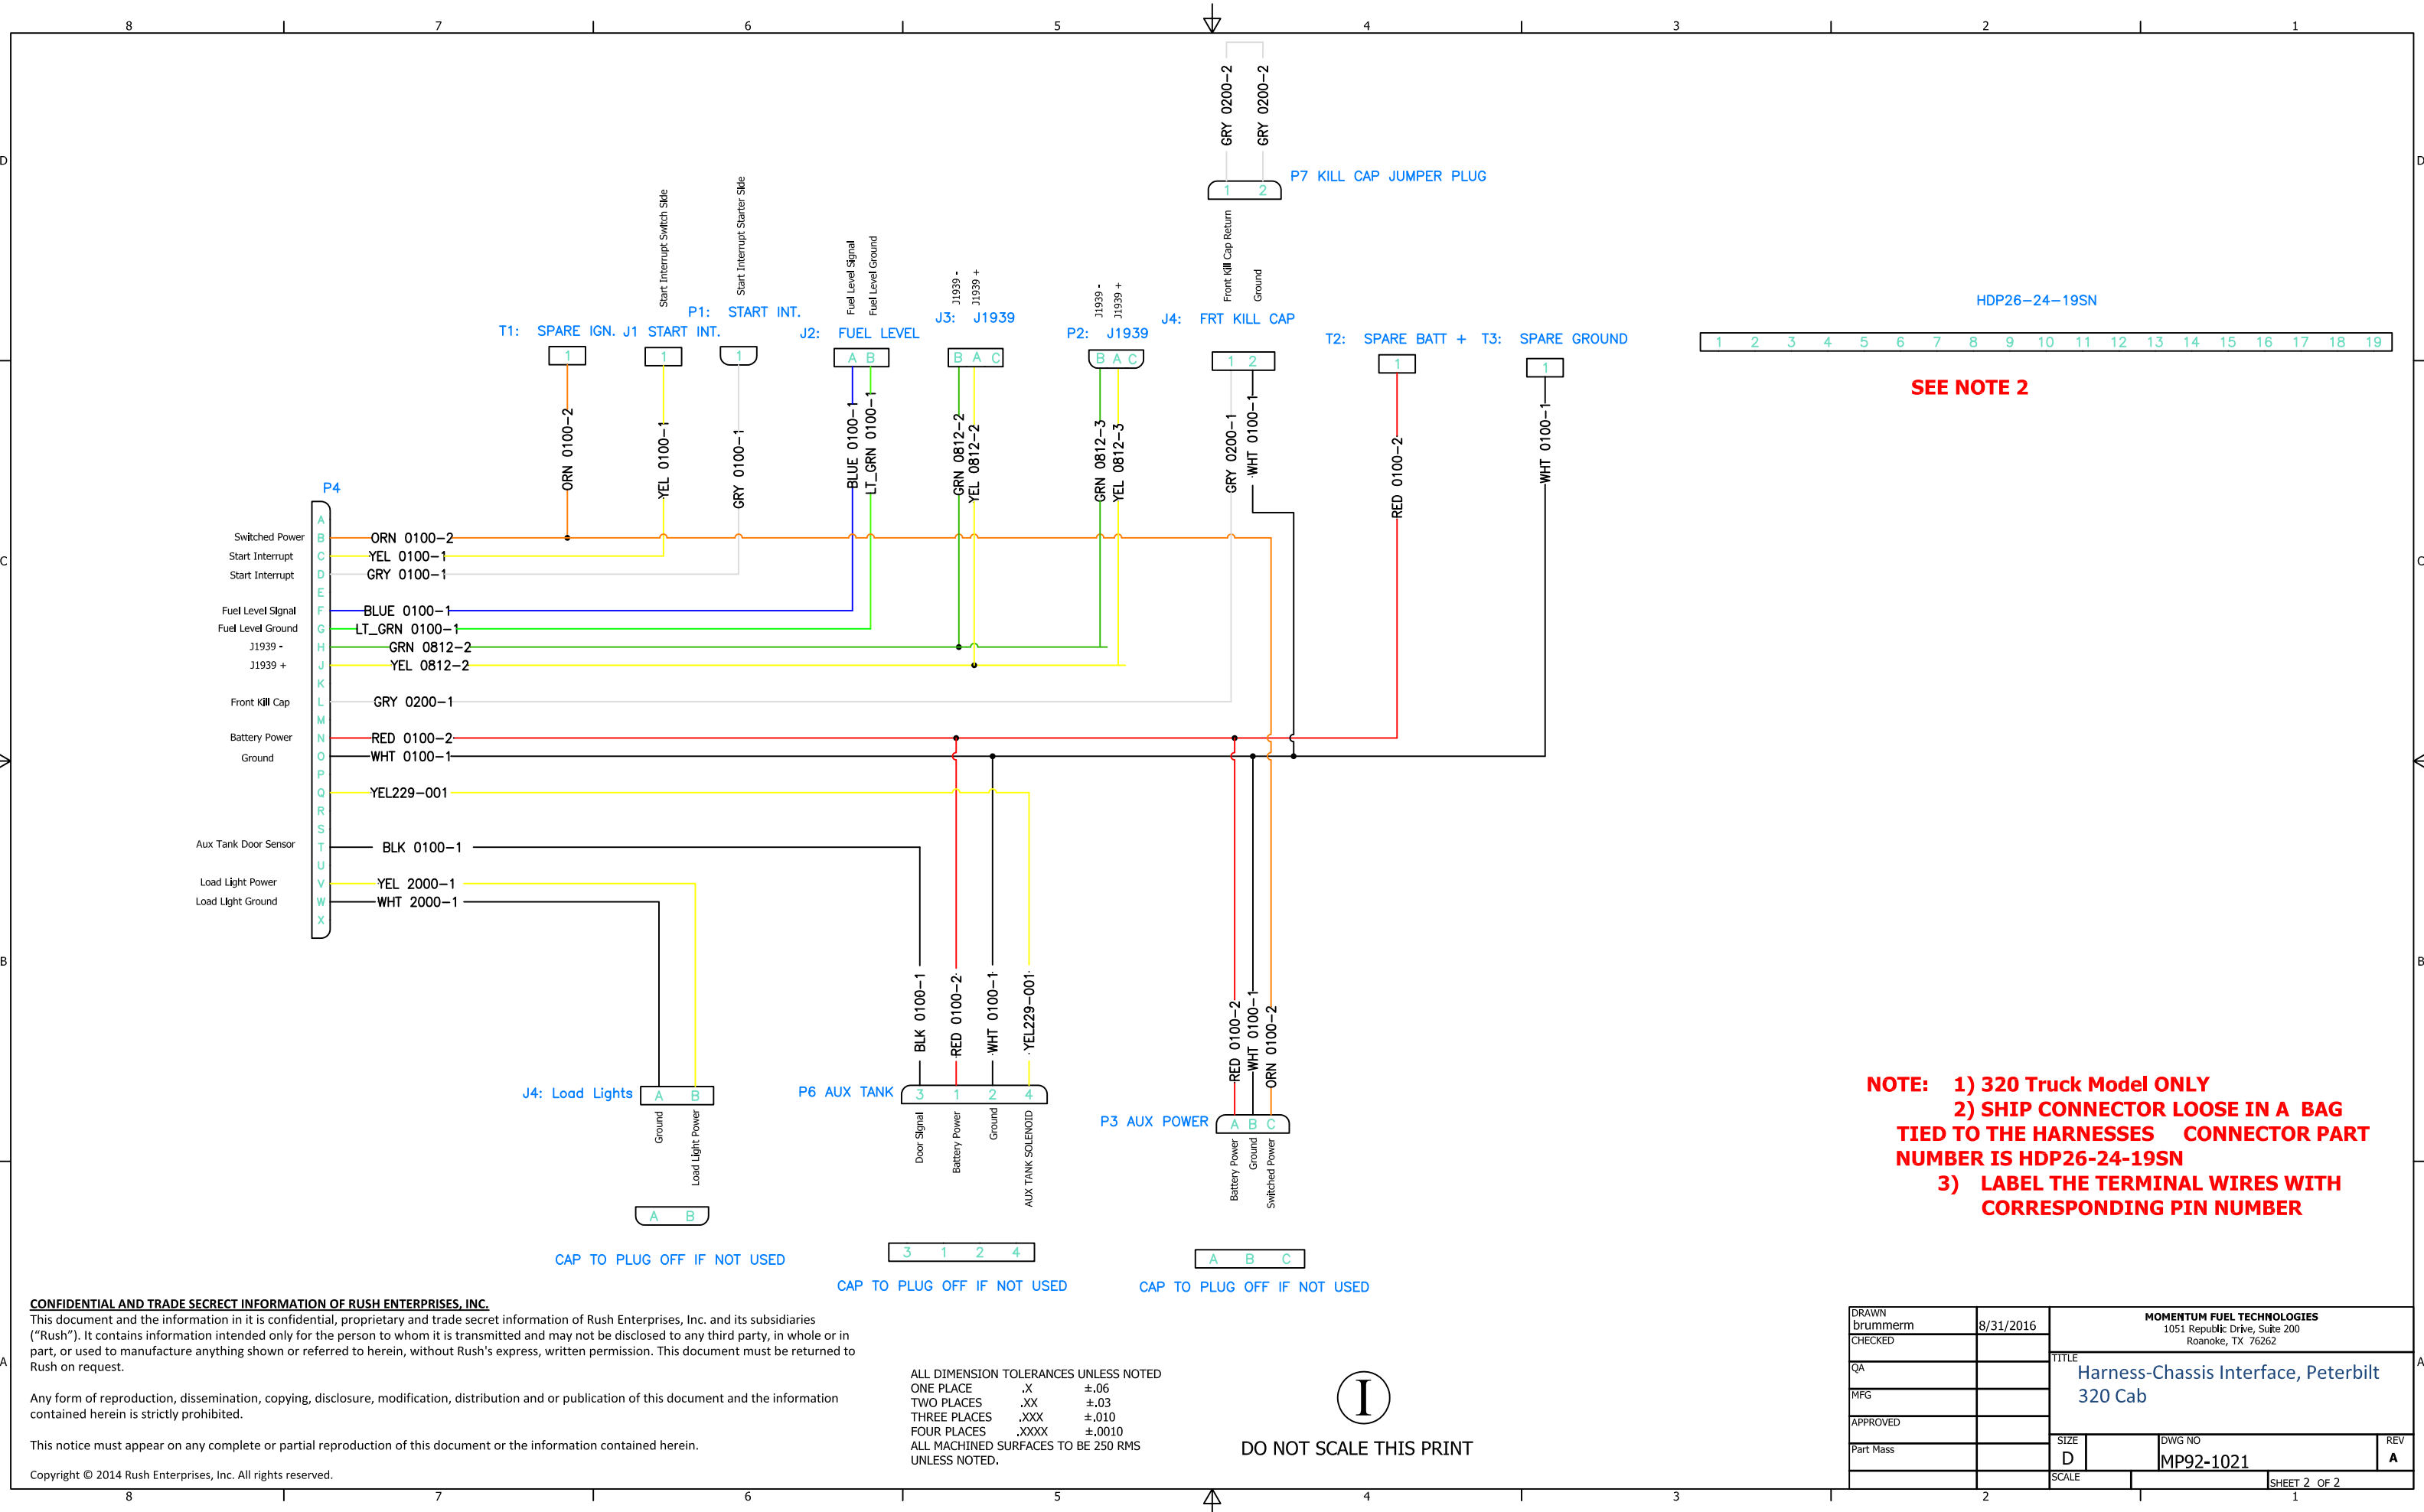 8 7 6 5 4 3 2 1
D D
C C
B B
A A
GRY 0200-2
GRY 0200-2
P7 KILL CAP JUMPER PLUG
1 2
Front Kill Cap Return
Ground
Start Interrupt Switch Side
Start Interrupt Starter Side
Fuel Level Signal
Fuel Level Ground
J1939 -
J1939 +
J1939 -
J1939 +
HDP26-24-19SN
1 2 3 4 5 6 7 8 9 10 11 12 13 14 15 16 17 18 19
SEE NOTE 2
T1: SPARE IGN.
J1 START INT.
P1: START INT.
J2: FUEL LEVEL
J3: J1939
P2: J1939
J4: FRT KILL CAP
T2: SPARE BATT +
T3: SPARE GROUND
1
1
1
A B
B A C
B A C
1 2
1
1
ORN 0100-2
YEL 0100-1
GRY 0100-1
BLUE 0100-1
LT_GRN 0100-1
GRN 0812-2
YEL 0812-2
GRN 0812-3
YEL 0812-3
GRY 0200-1
WHT 0100-1
RED 0100-2
WHT 0100-1
P4
A
Switched Power B ORN 0100-2
Start Interrupt C YEL 0100-1
Start Interrupt D GRY 0100-1
E
Fuel Level Signal F BLUE 0100-1
Fuel Level Ground G LT_GRN 0100-1
J1939 - H GRN 0812-2
J1939 + J YEL 0812-2
K
Front Kill Cap L GRY 0200-1
M
Battery Power N RED 0100-2
Ground O WHT 0100-1
P
Q YEL229-001
R
S
Aux Tank Door Sensor T BLK 0100-1
U
Load Light Power V YEL 2000-1
Load Light Ground W WHT 2000-1
X
BLK 0100-1
RED 0100-2
WHT 0100-1
YEL229-001
RED 0100-2
WHT 0100-1
ORN 0100-2
J4: Load Lights
A B
Ground
Load Light Power
A B
CAP TO PLUG OFF IF NOT USED
P6 AUX TANK
3 1 2 4
Door Signal
Battery Power
Ground
AUX TANK SOLENOID
3 1 2 4
CAP TO PLUG OFF IF NOT USED
P3 AUX POWER
A B C
Battery Power
Ground
Switched Power
A B C
CAP TO PLUG OFF IF NOT USED
NOTE: 1) 320 Truck Model ONLY
2) SHIP CONNECTOR LOOSE IN A BAG
TIED TO THE HARNESSES CONNECTOR PART
NUMBER IS HDP26-24-19SN
3) LABEL THE TERMINAL WIRES WITH
CORRESPONDING PIN NUMBER
CONFIDENTIAL AND TRADE SECRECT INFORMATION OF RUSH ENTERPRISES, INC.
This document and the information in it is confidential, proprietary and trade secret information of Rush Enterprises, Inc. and its subsidiaries
("Rush"). It contains information intended only for the person to whom it is transmitted and may not be disclosed to any third party, in whole or in
part, or used to manufacture anything shown or referred to herein, without Rush's express, written permission. This document must be returned to
Rush on request.
Any form of reproduction, dissemination, copying, disclosure, modification, distribution and or publication of this document and the information
contained herein is strictly prohibited.
This notice must appear on any complete or partial reproduction of this document or the information contained herein.
Copyright © 2014 Rush Enterprises, Inc. All rights reserved.
ALL DIMENSION TOLERANCES UNLESS NOTED
ONE PLACE .X ±.06
TWO PLACES .XX ±.03
THREE PLACES .XXX ±.010
FOUR PLACES .XXXX ±.0010
ALL MACHINED SURFACES TO BE 250 RMS
UNLESS NOTED.
I
DO NOT SCALE THIS PRINT
DRAWN
brummerm 8/31/2016
CHECKED
QA
MFG
APPROVED
Part Mass
MOMENTUM FUEL TECHNOLOGIES
1051 Republic Drive, Suite 200
Roanoke, TX 76262
TITLE
Harness-Chassis Interface, Peterbilt
320 Cab
SIZE
D
DWG NO
MP92-1021
REV
A
SCALE
SHEET 2 OF 2
8 7 6 5 4 3 2 1